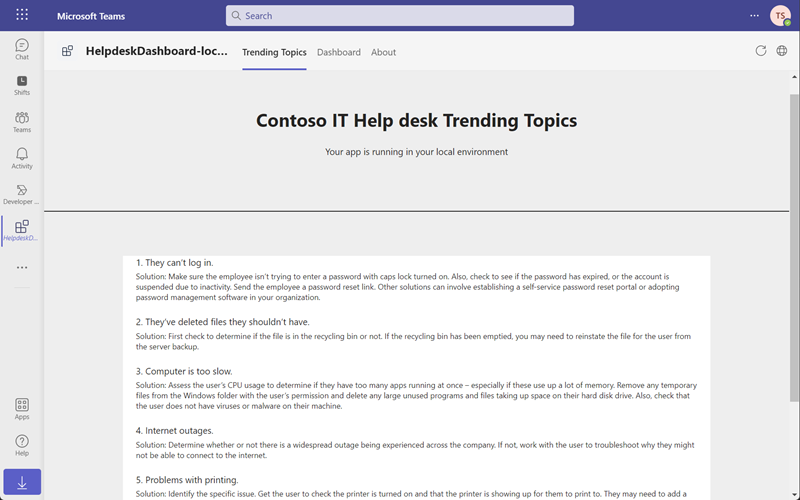 Microsoft Teams
Search
TS
Chat
Shifts
Teams
Activity
Developer ...
HelpdeskD...
Apps
Help
HelpdeskDashboard-loc...
Trending Topics
Dashboard
About
Contoso IT Help desk Trending Topics
Your app is running in your local environment
1. They can't log in.
Solution: Make sure the employee isn't trying to enter a password with caps lock turned on. Also, check to see if the password has expired, or the account is
suspended due to inactivity. Send the employee a password reset link. Other solutions can involve establishing a self-service password reset portal or adopting
password management software in your organization.
2. They've deleted files they shouldn't have.
Solution: First check to determine if the file is in the recycling bin or not. If the recycling bin has been emptied, you may need to reinstate the file for the user from
the server backup.
3. Computer is too slow.
Solution: Assess the user's CPU usage to determine if they have too many apps running at once – especially if these use up a lot of memory. Remove any temporary
files from the Windows folder with the user's permission and delete any large unused programs and files taking up space on their hard disk drive. Also, check that
the user does not have viruses or malware on their machine.
4. Internet outages.
Solution: Determine whether or not there is a widespread outage being experienced across the company. If not, work with the user to troubleshoot why they might
not be able to connect to the internet.
5. Problems with printing.
Solution: Identify the specific issue. Get the user to check the printer is turned on and that the printer is showing up for them to print to. They may need to add a